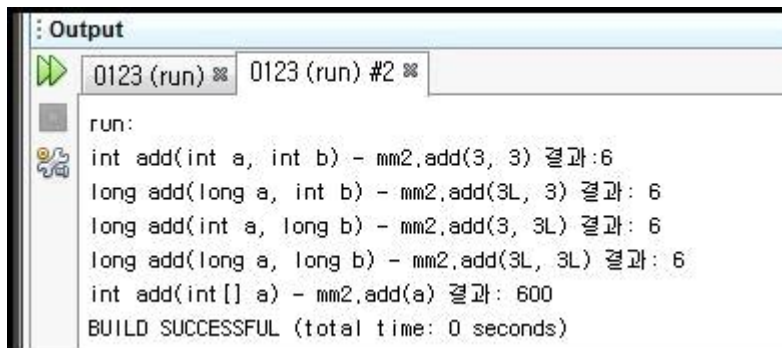 Output
0123 (run) 0123 (run) #2
run:
int add(int a, int b) - mm2.add(3, 3) 결과:6
long add(long a, int b) - mm2.add(3L, 3) 결과: 6
long add(int a, long b) - mm2.add(3, 3L) 결과: 6
long add(long a, long b) - mm2.add(3L, 3L) 결과: 6
int add(int[] a) - mm2.add(a) 결과: 600
BUILD SUCCESSFUL (total time: 0 seconds)